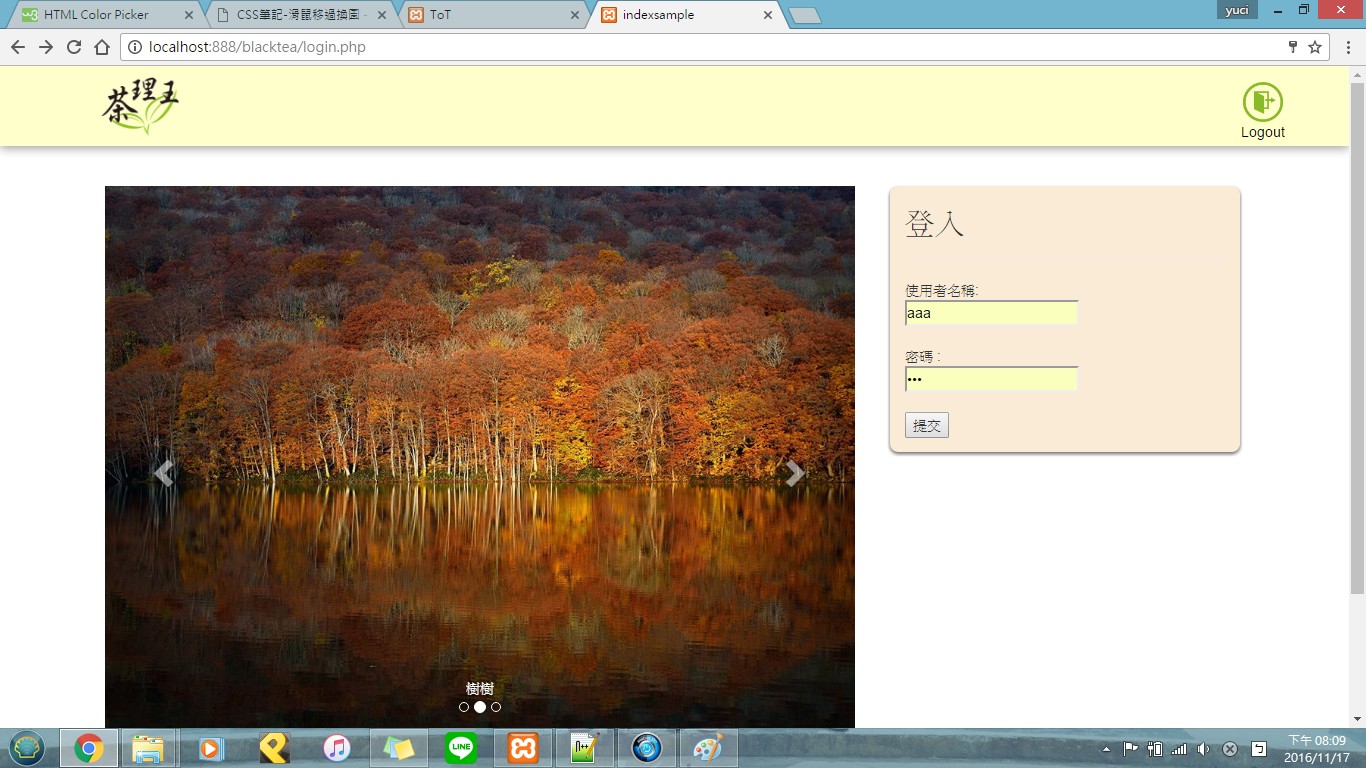 HTML Color Picker
CSS筆記-滑鼠移過換圖 -
ToT
indexsample
yuci
localhost:888/blacktea/login.php
茶理王
Logout
登入
使用者名稱:
aaa
密碼 :
•••
提交
樹樹
下午 08:09
2016/11/17